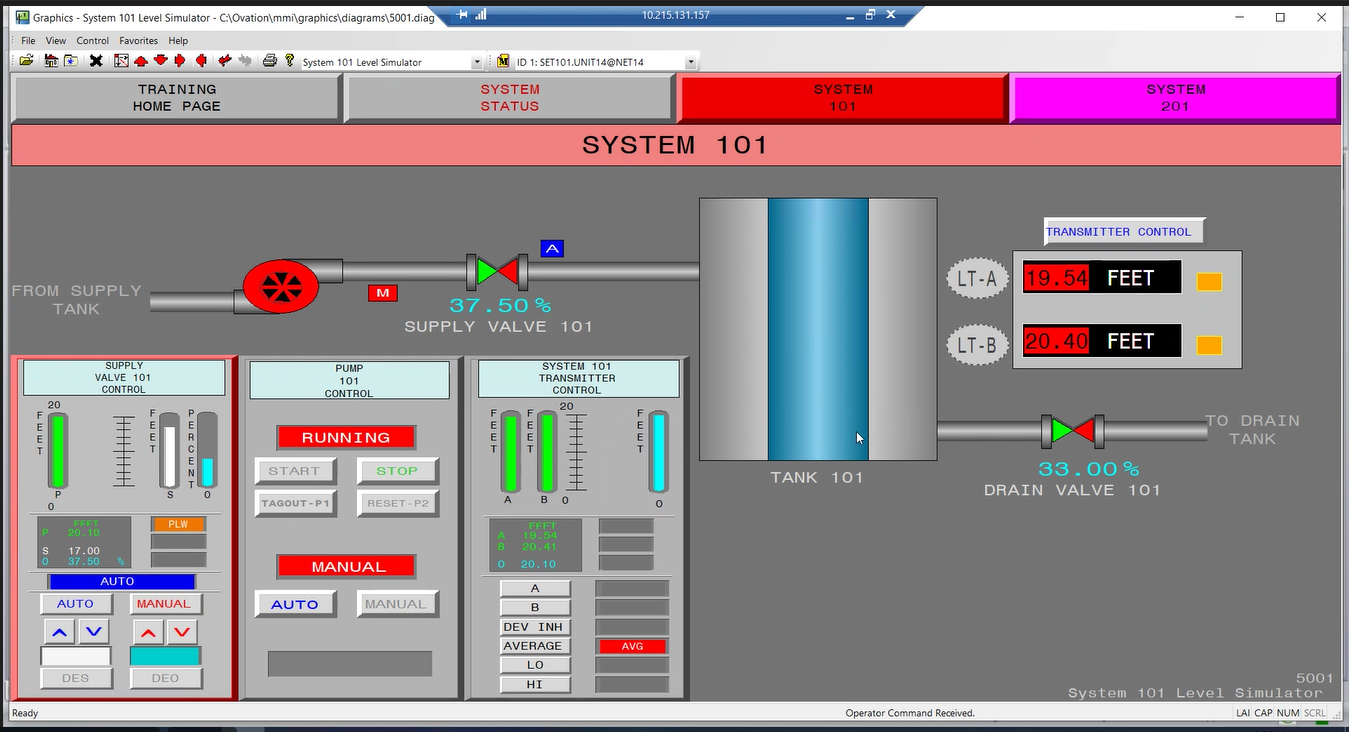 Graphics - System 101 Level Simulator - C:\Ovation\mmi\graphics\diagrams\5001.diag
10.215.131.157
File View Control Favorites Help
System 101 Level Simulator
M ID 1: SET101.UNIT14@NET14
TRAINING
HOME PAGE
SYSTEM
STATUS
SYSTEM
101
SYSTEM
201
SYSTEM 101
FROM SUPPLY
TANK
M
A
37.50%
SUPPLY VALVE 101
TANK 101
TRANSMITTER CONTROL
LT-A
19.54 FEET
LT-B
20.40 FEET
TO DRAIN
TANK
33.00%
DRAIN VALVE 101
SUPPLY
VALVE 101
CONTROL
20
FEET
FEET
PERCENT
P
S
O
0
FEET
P 20.10
S 17.00
O 37.50 %
PLW
AUTO
AUTO
MANUAL
DES
DEO
PUMP
101
CONTROL
RUNNING
START
STOP
TAGOUT-P1
RESET-P2
MANUAL
AUTO
MANUAL
SYSTEM 101
TRANSMITTER
CONTROL
20
FEET
FEET
FEET
A
B
0
O
FEET
A 19.54
B 20.41
O 20.10
A
B
DEV INH
AVERAGE
AVG
LO
HI
5001
System 101 Level Simulator
Ready
Operator Command Received.
LAI CAP NUM SCRL